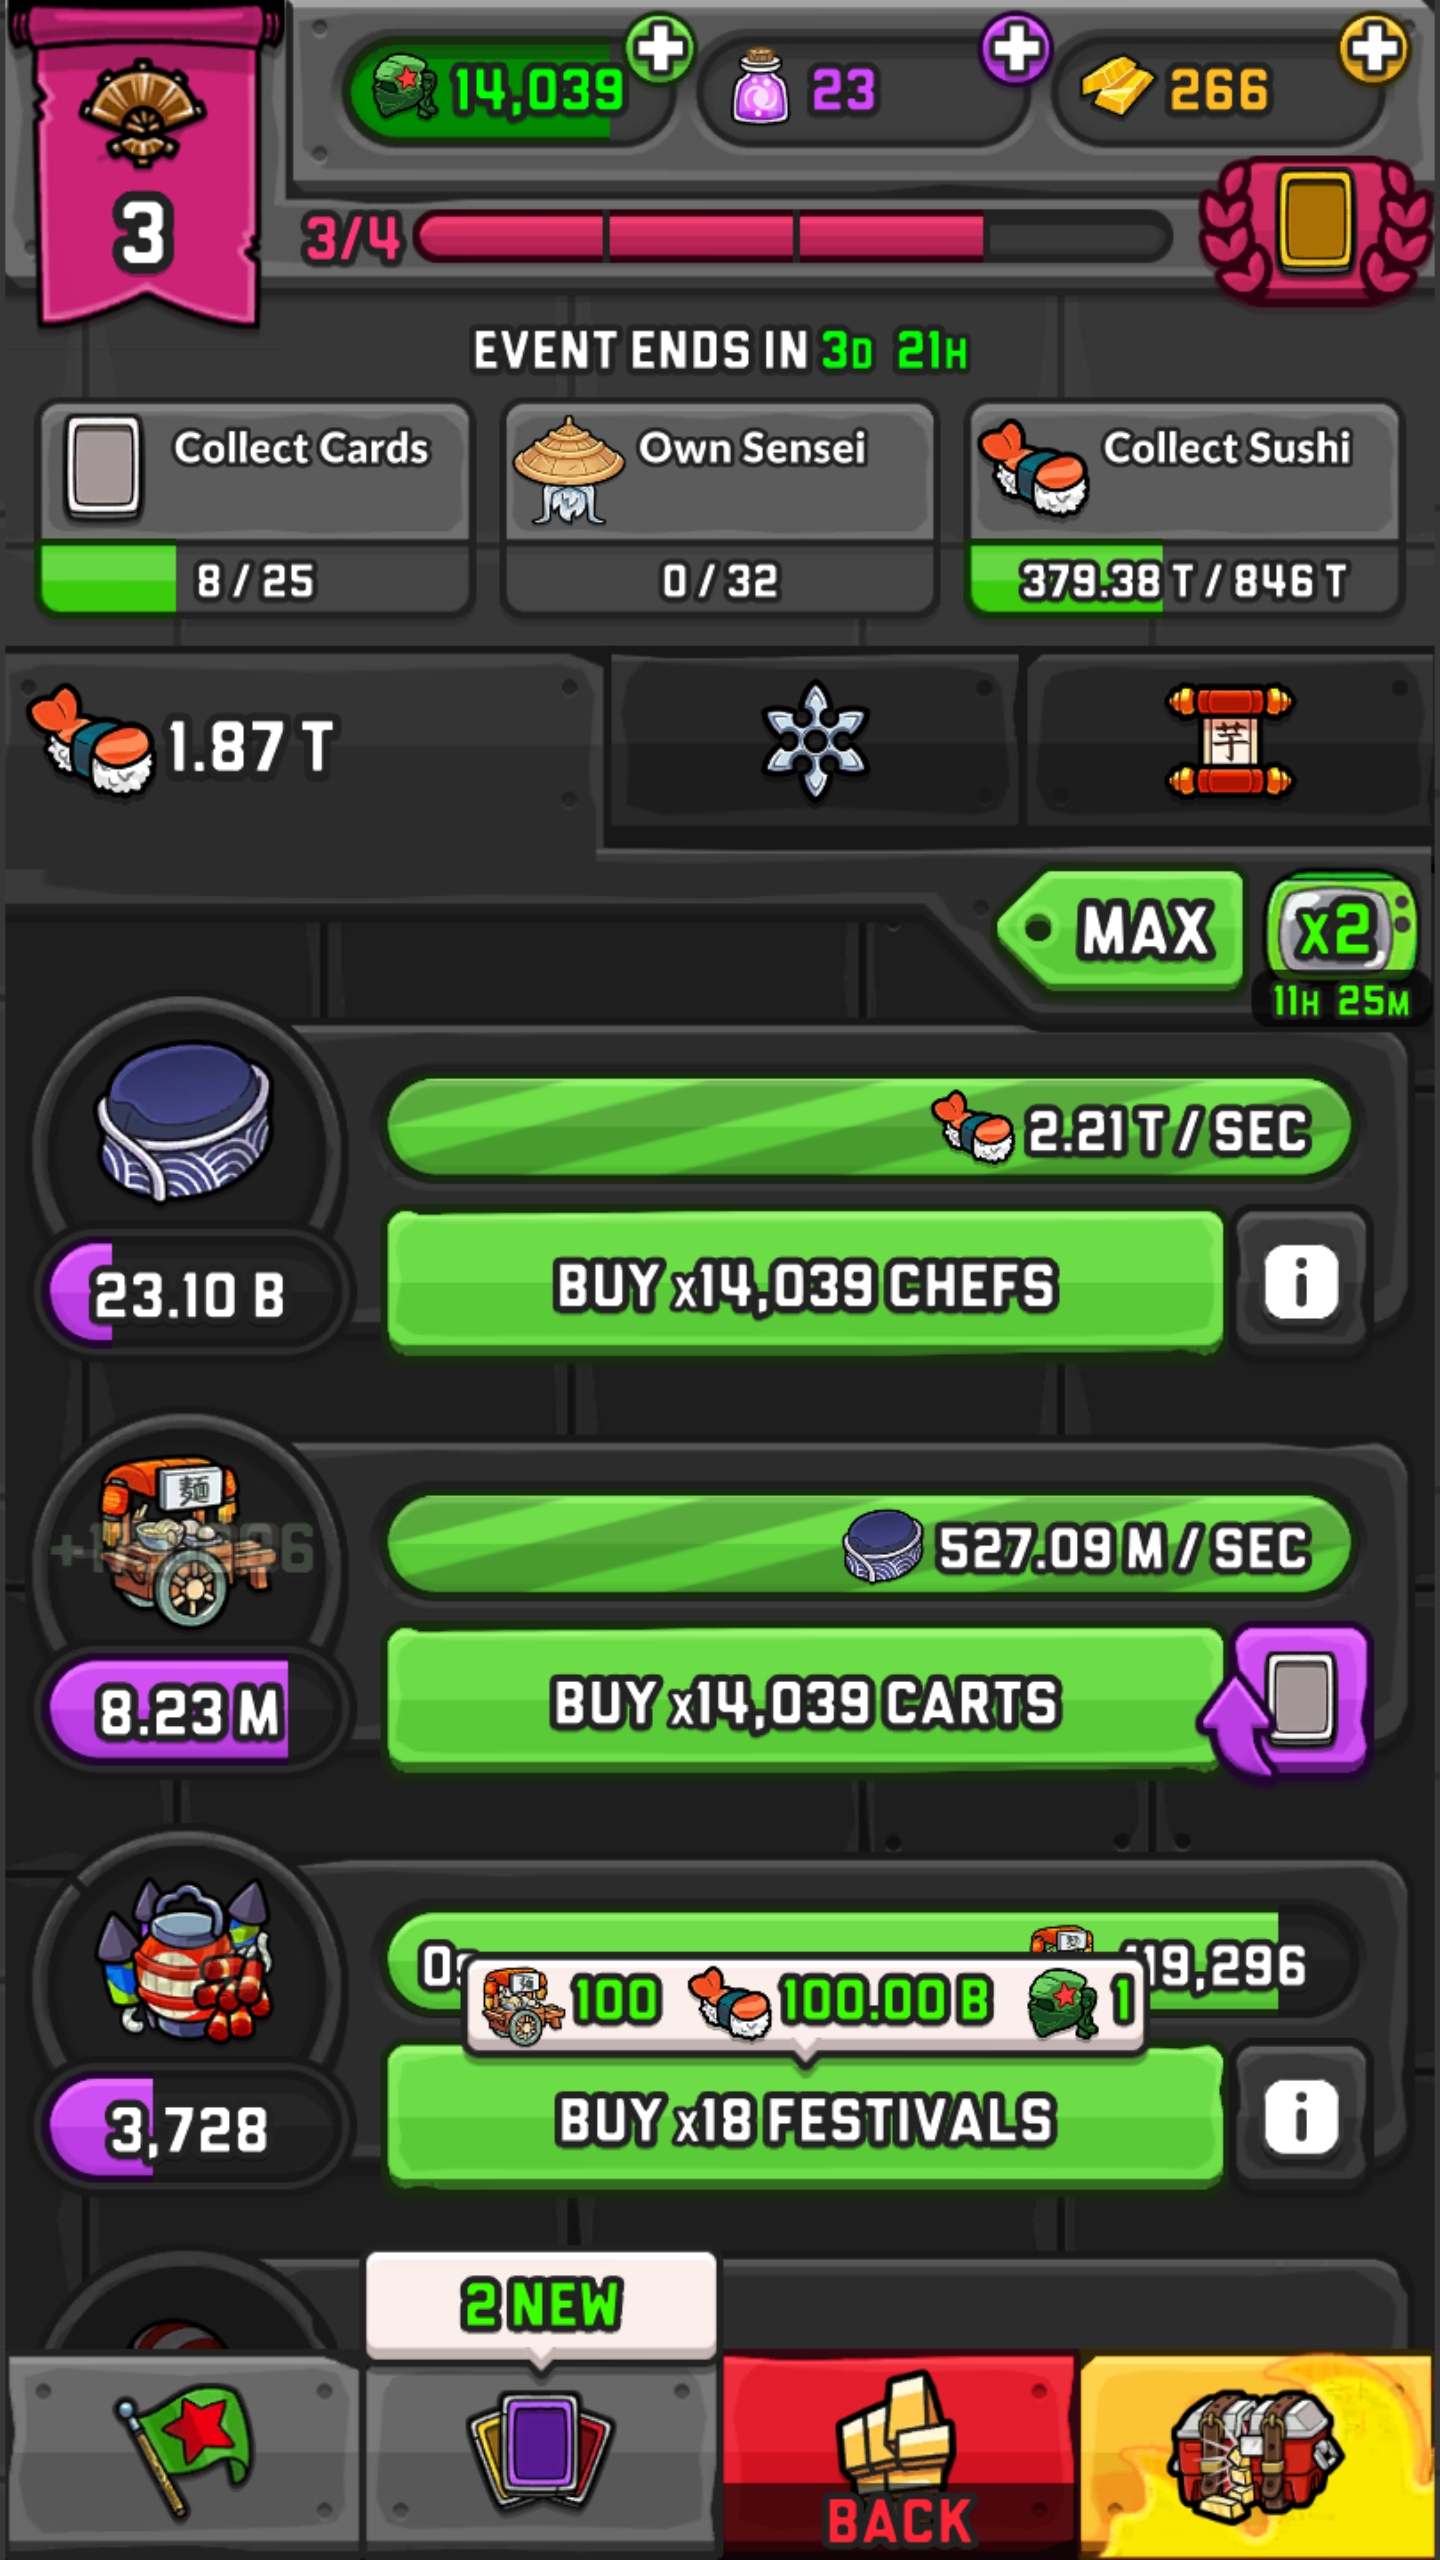 14,039
23
266
3
3/4
EVENT ENDS IN 3D 21H
Collect Cards
8 / 25
Own Sensei
0 / 32
Collect Sushi
379.38 T / 846 T
1.87 T
芋
MAX
x2
11H 25M
2.21 T / SEC
23.10 B
BUY x14,039 CHEFS
i
麺
527.09 M / SEC
8.23 M
BUY x14,039 CARTS
19,296
100
100.00 B
1
3,728
BUY x18 FESTIVALS
i
2 NEW
BACK